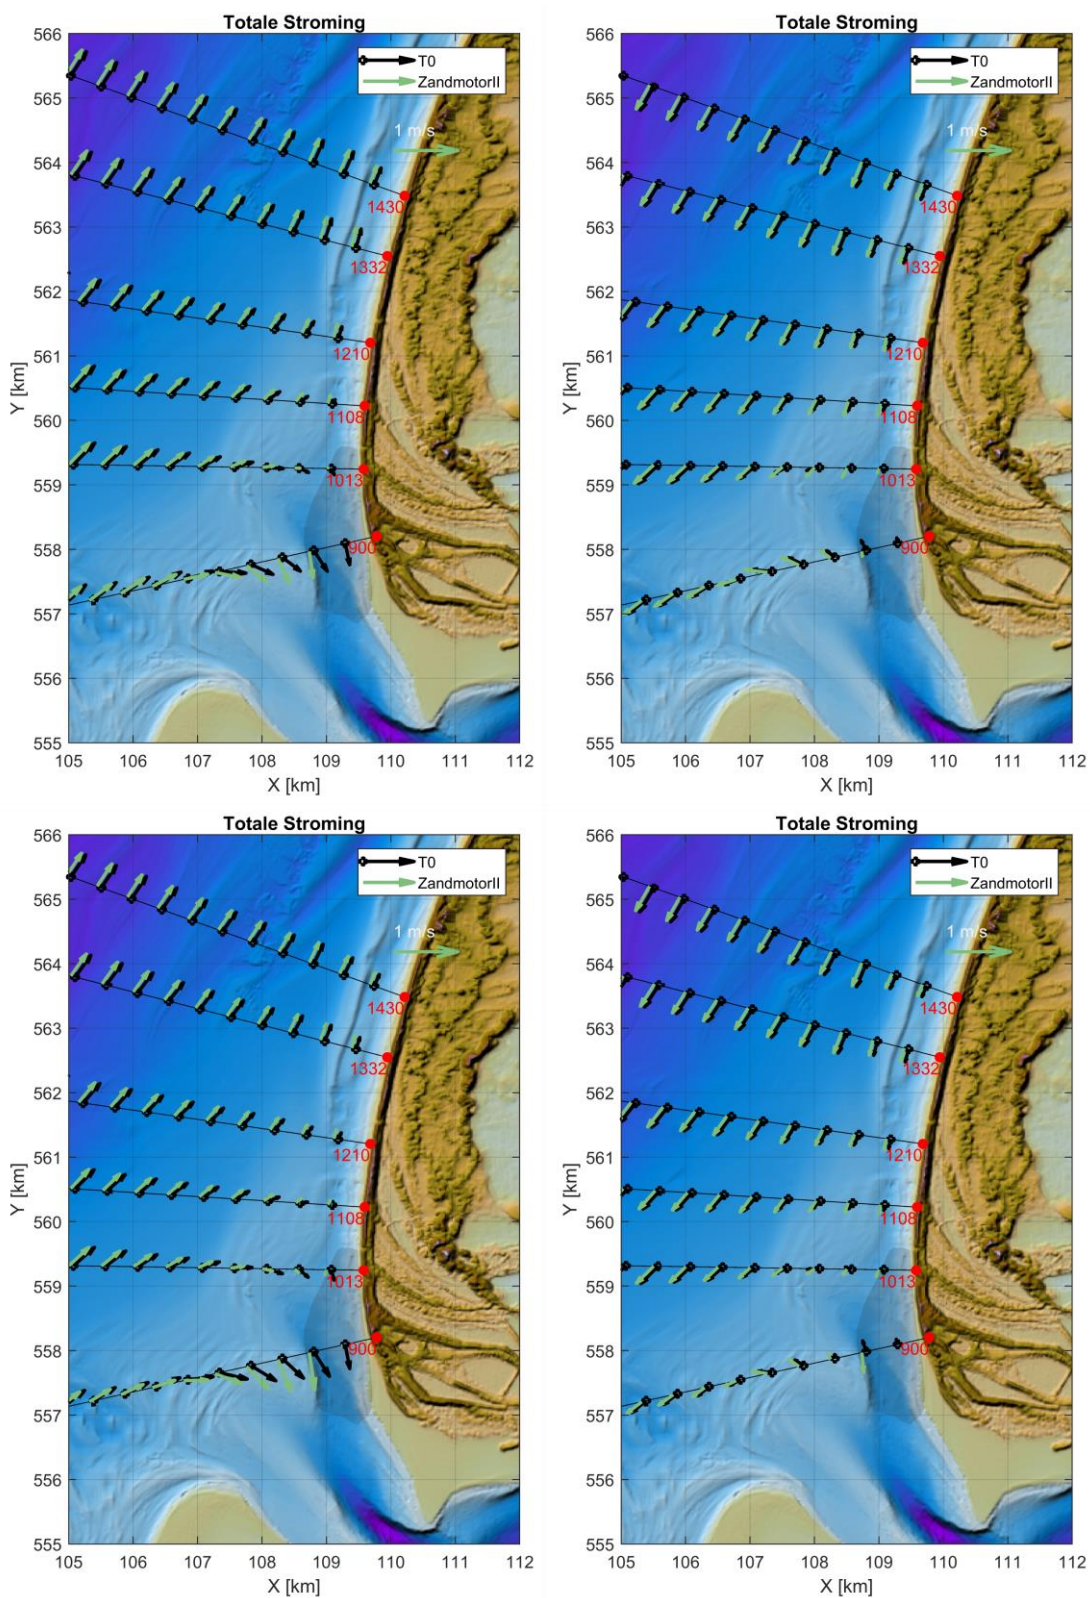 Totale Stroming
T0
ZandmotorII
1 m/s
1430
1332
1210
1108
1013
900
566
565
564
563
562
561
560
559
558
557
556
555
Y [km]
105 106 107 108 109 110 111 112
X [km]
Totale Stroming
T0
ZandmotorII
1 m/s
1430
1332
1210
1108
1013
900
566
565
564
563
562
561
560
559
558
557
556
555
Y [km]
105 106 107 108 109 110 111 112
X [km]
Totale Stroming
T0
ZandmotorII
1 m/s
1430
1332
1210
1108
1013
900
566
565
564
563
562
561
560
559
558
557
556
555
Y [km]
105 106 107 108 109 110 111 112
X [km]
Totale Stroming
T0
ZandmotorII
1 m/s
1430
1332
1210
1108
1013
900
566
565
564
563
562
561
560
559
558
557
556
555
Y [km]
105 106 107 108 109 110 111 112
X [km]